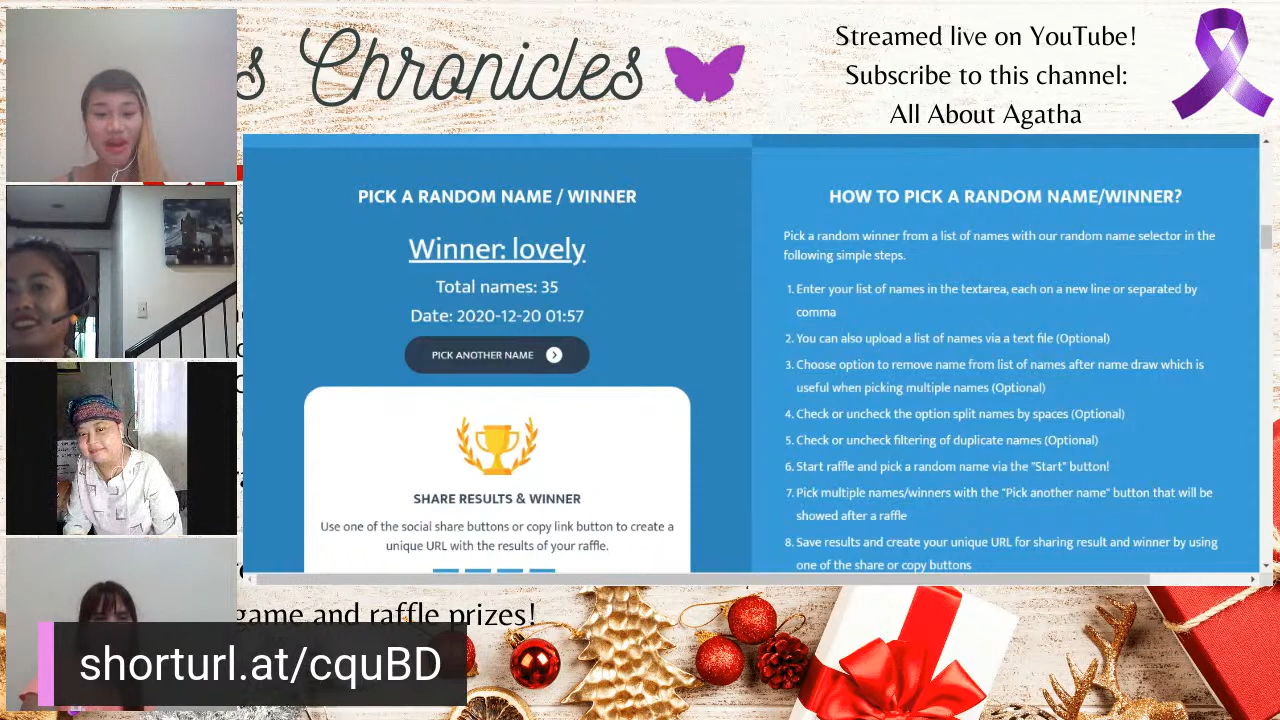 s Chronicles
Streamed live on YouTube!
Subscribe to this channel:
All About Agatha
PICK A RANDOM NAME / WINNER
Winner: lovely
Total names: 35
Date: 2020-12-20 01:57
PICK ANOTHER NAME
SHARE RESULTS & WINNER
Use one of the social share buttons or copy link button to create a
unique URL with the results of your raffle.
HOW TO PICK A RANDOM NAME/WINNER?
Pick a random winner from a list of names with our random name selector in the
following simple steps.
1. Enter your list of names in the textarea, each on a new line or separated by
comma
2. You can also upload a list of names via a text file (Optional)
3. Choose option to remove name from list of names after name draw which is
useful when picking multiple names (Optional)
4. Check or uncheck the option split names by spaces (Optional)
5. Check or uncheck filtering of duplicate names (Optional)
6. Start raffle and pick a random name via the "Start" button!
7. Pick multiple names/winners with the "Pick another name" button that will be
showed after a raffle
8. Save results and create your unique URL for sharing result and winner by using
one of the share or copy buttons
game and raffle prizes!
shorturl.at/cquBD